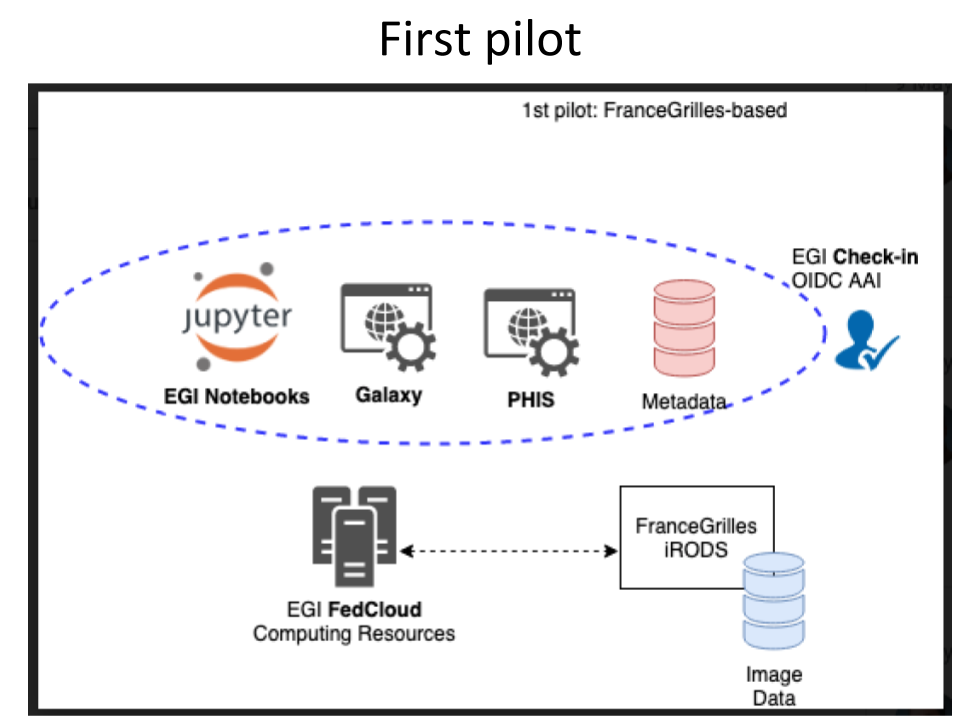 First pilot
1st pilot: FranceGrilles-based
EGI Check-in
OIDC AAI
jupyter
EGI Notebooks
Galaxy
PHIS
Metadata
FranceGrilles
iRODS
EGI FedCloud
Computing Resources
Image
Data